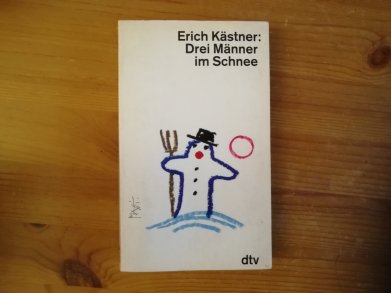 Erich Kästner:
Drei Männer
im Schnee
dtv